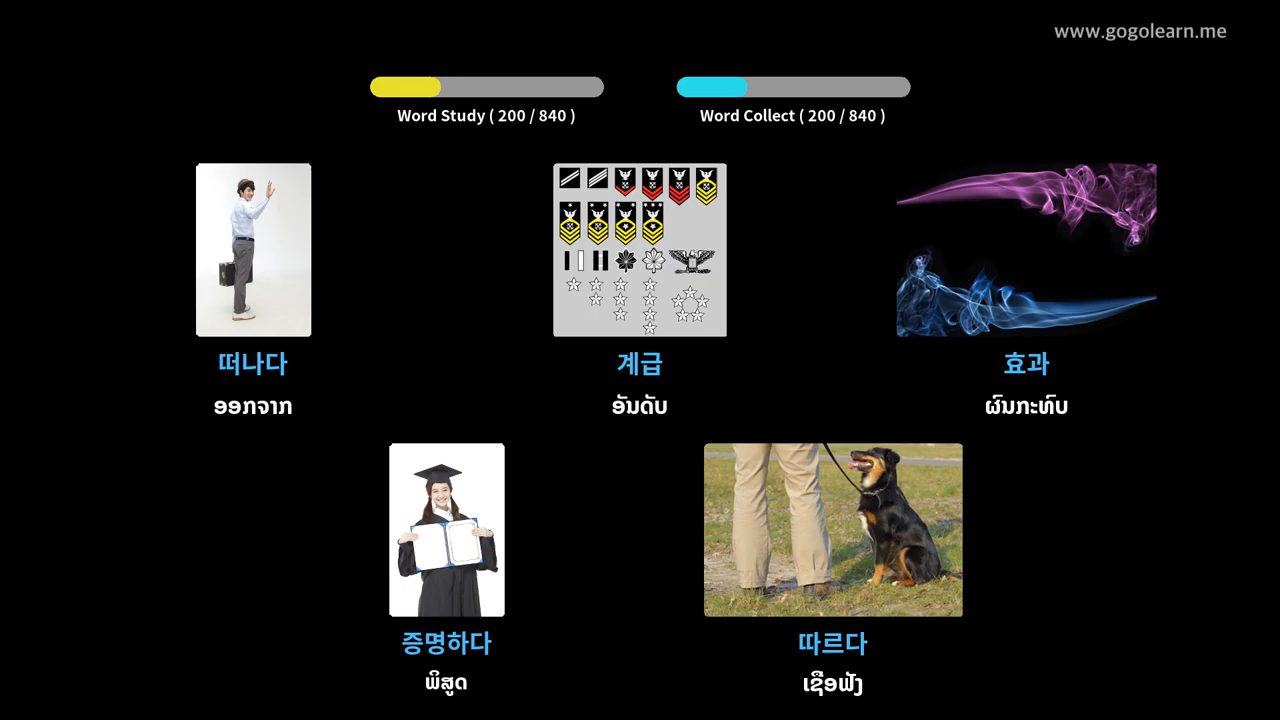 www.gogolearn.me
Word Study ( 200 / 840 )
Word Collect ( 200 / 840 )
떠나다
계급
효과
ອອກຈາກ
ອັນດັບ
ຜົນກະທົບ
증명하다
따르다
ພິສູດ
ເຊື່ອຟັງ